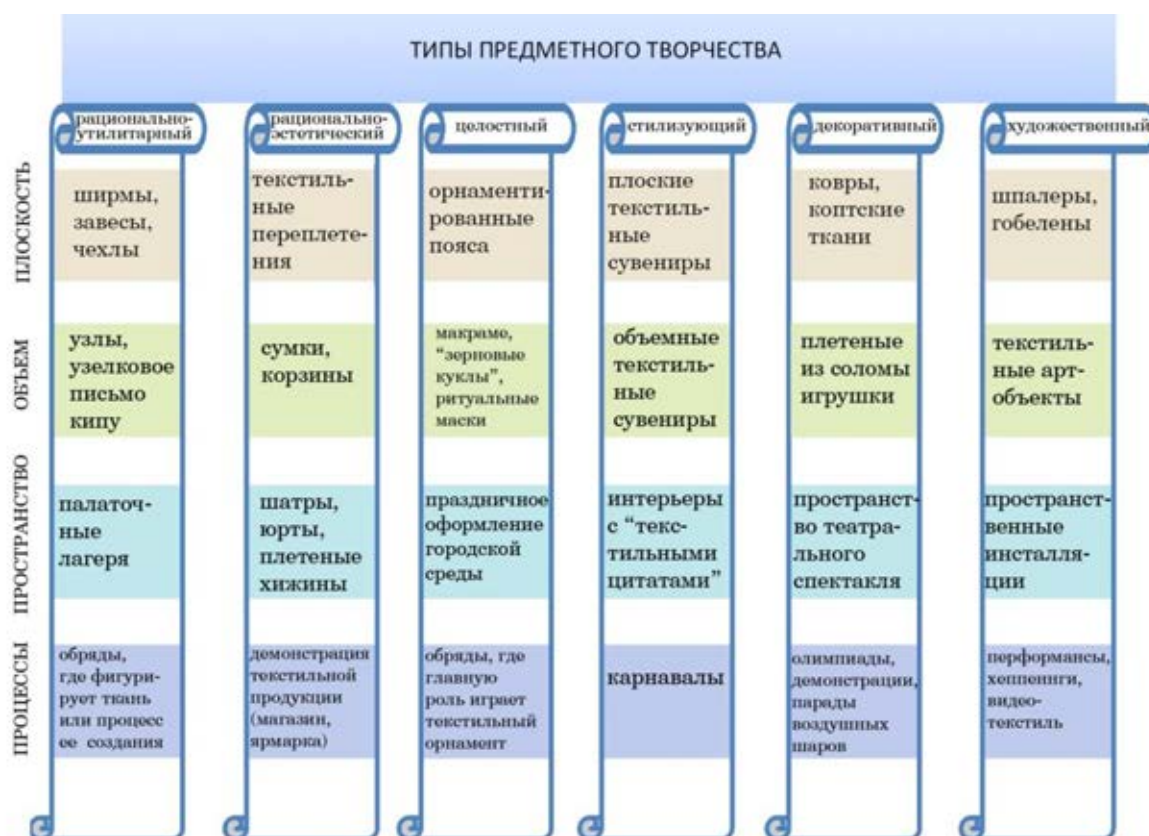 ТИПЫ ПРЕДМЕТНОГО ТВОРЧЕСТВА
рационально-
утилитарный
рационально-
эстетический
целостный
стилизующий
декоративный
художественный
ПЛОСКОСТЬ
ширмы,
завесы,
чехлы
текстиль-
ные
переплете-
ния
орнаменти-
рованные
пояса
плоские
текстиль-
ные
сувениры
ковры,
коптские
ткани
шпалеры,
гобелены
ОБЪЕМ
узлы,
узелковое
письмо
кипу
сумки,
корзины
макраме,
“зерновые
куклы”,
ритуальные
маски
объемные
текстиль-
ные
сувениры
плетеные
из соломы
игрушки
текстиль-
ные арт-
объекты
ПРОСТРАНСТВО
палаточ-
ные
лагеря
шатры,
юрты,
плетеные
хижины
праздничное
оформление
городской
среды
интерьеры
с “текс-
тильными
цитатами”
пространст-
во театра-
льного
спектакля
пространст-
венные
инсталля-
ции
ПРОЦЕССЫ
обряды,
где фигури-
рует ткань
или процесс
ее создания
демонстрация
текстильной
продукции
(магазин,
ярмарка)
обряды, где
главную
роль играет
текстильный
орнамент
карнавалы
олимпиады,
демонстрации,
парады
воздушных
шаров
перформансы,
хеппенинги,
видео-
текстиль